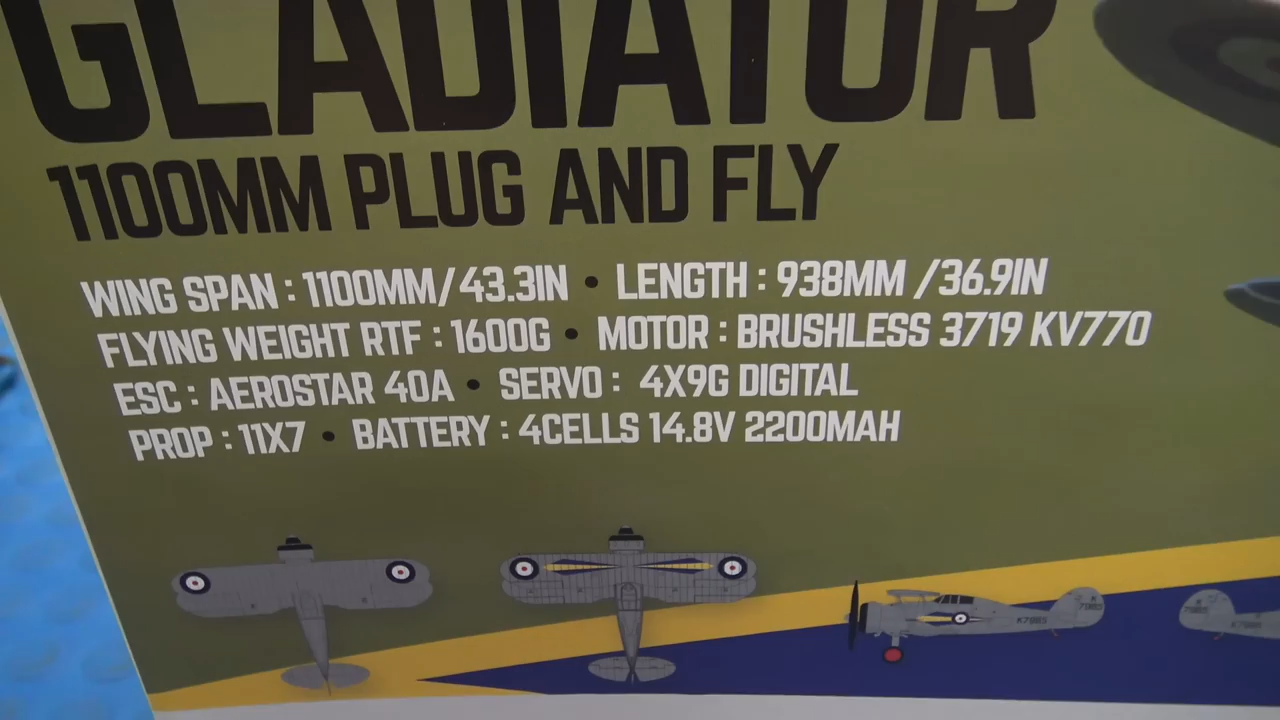 GLADIATOR
1100MM PLUG AND FLY
WING SPAN : 1100MM/43.3IN • LENGTH : 938MM /36.9IN
FLYING WEIGHT RTF : 1600G • MOTOR : BRUSHLESS 3719 KV770
ESC : AEROSTAR 40A • SERVO : 4X9G DIGITAL
PROP : 11X7 • BATTERY : 4CELLS 14.8V 2200MAH